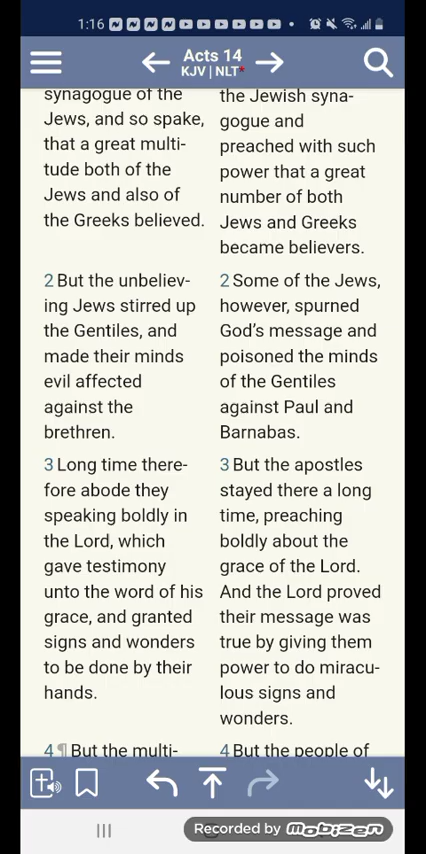 1:16
Acts 14
KJV | NLT*
synagogue of the
Jews, and so spake,
that a great multi-
tude both of the
Jews and also of
the Greeks believed.
2 But the unbeliev-
ing Jews stirred up
the Gentiles, and
made their minds
evil affected
against the
brethren.
3 Long time there-
fore abode they
speaking boldly in
the Lord, which
gave testimony
unto the word of his
grace, and granted
signs and wonders
to be done by their
hands.
4 ¶ But the multi-
the Jewish syna-
gogue and
preached with such
power that a great
number of both
Jews and Greeks
became believers.
2 Some of the Jews,
however, spurned
God’s message and
poisoned the minds
of the Gentiles
against Paul and
Barnabas.
3 But the apostles
stayed there a long
time, preaching
boldly about the
grace of the Lord.
And the Lord proved
their message was
true by giving them
power to do miracu-
lous signs and
wonders.
4 But the people of
Recorded by mobizen